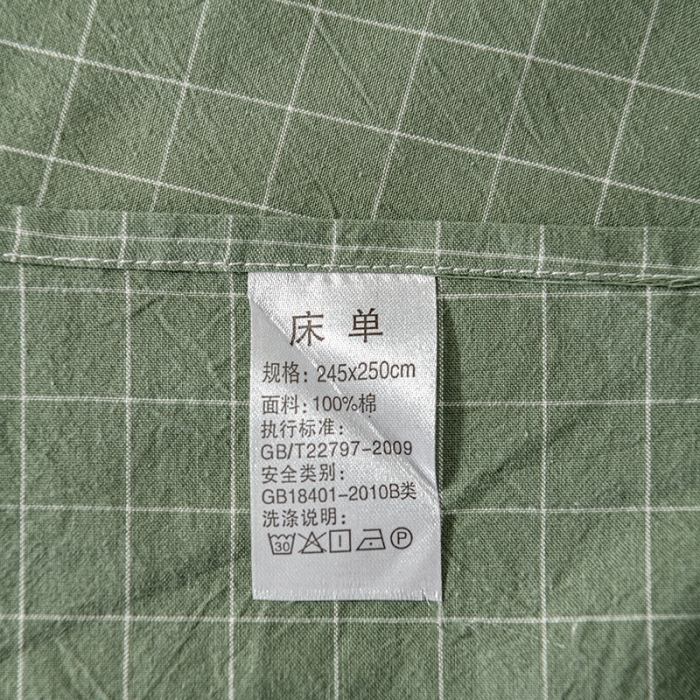 床单
规格：245x250cm
面料：100%棉
执行标准：
GB/T22797-2009
安全类别：
GB18401-2010B类
洗涤说明：
30 P